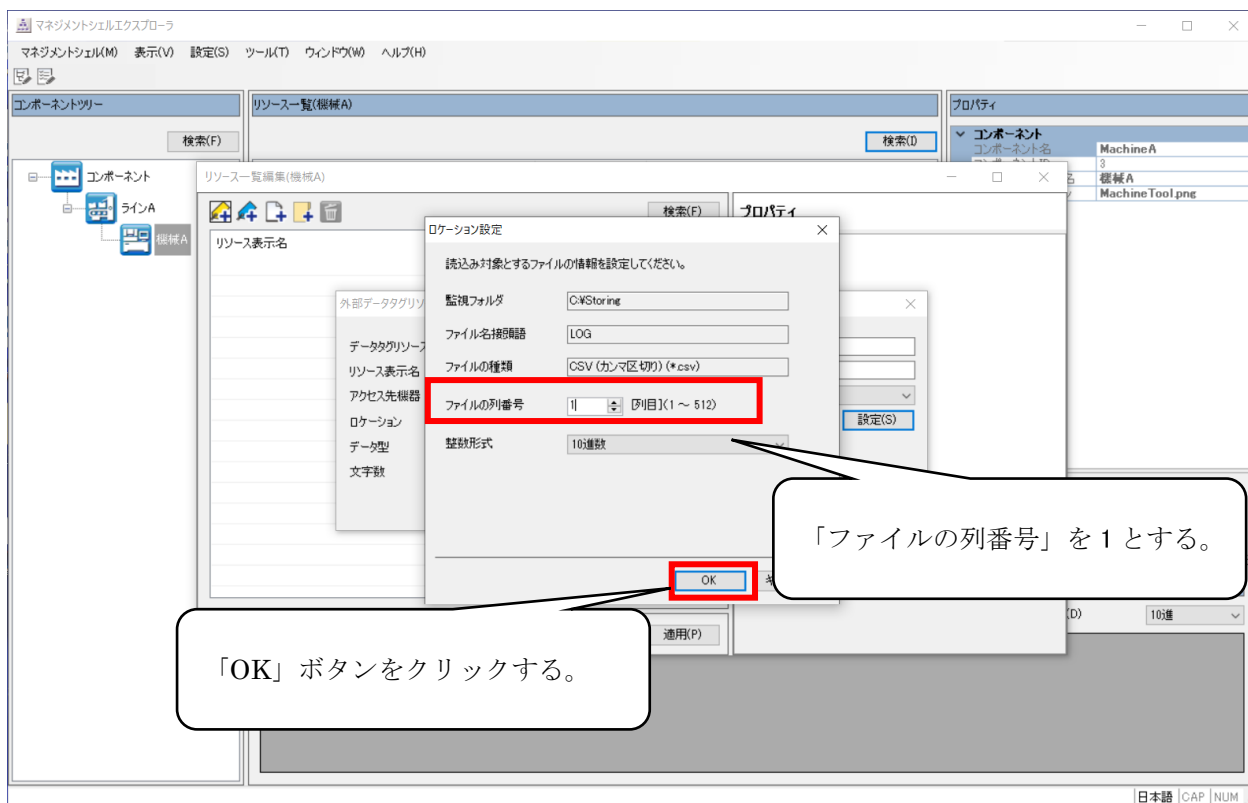 マネジメントシェルエクスプローラ
マネジメントシェル(M) 表示(V) 設定(S) ツール(T) ウィンドウ(W) ヘルプ(H)
コンポーネントツリー
検索(F)
コンポーネント
ラインA
機械A
リソース一覧(機械A)
検索(I)
プロパティ
コンポーネント
コンポーネント名 MachineA
3
機械A
MachineTool.png
リソース一覧編集(機械A)
検索(F)
プロパティ
リソース表示名
外部データタグリソ
データタグリソース
リソース表示名
アクセス先機器
ロケーション
設定(S)
データ型
文字数
ロケーション設定
読込み対象とするファイルの情報を設定してください。
監視フォルダ C:¥Storing
ファイル名接頭語 LOG
ファイルの種類 CSV (カンマ区切り) (*.csv)
ファイルの列番号 1 [列目](1 ~ 512)
整数形式 10進数
OK
「ファイルの列番号」を1とする。
「OK」ボタンをクリックする。
適用(P)
(D) 10進
日本語 CAP NUM